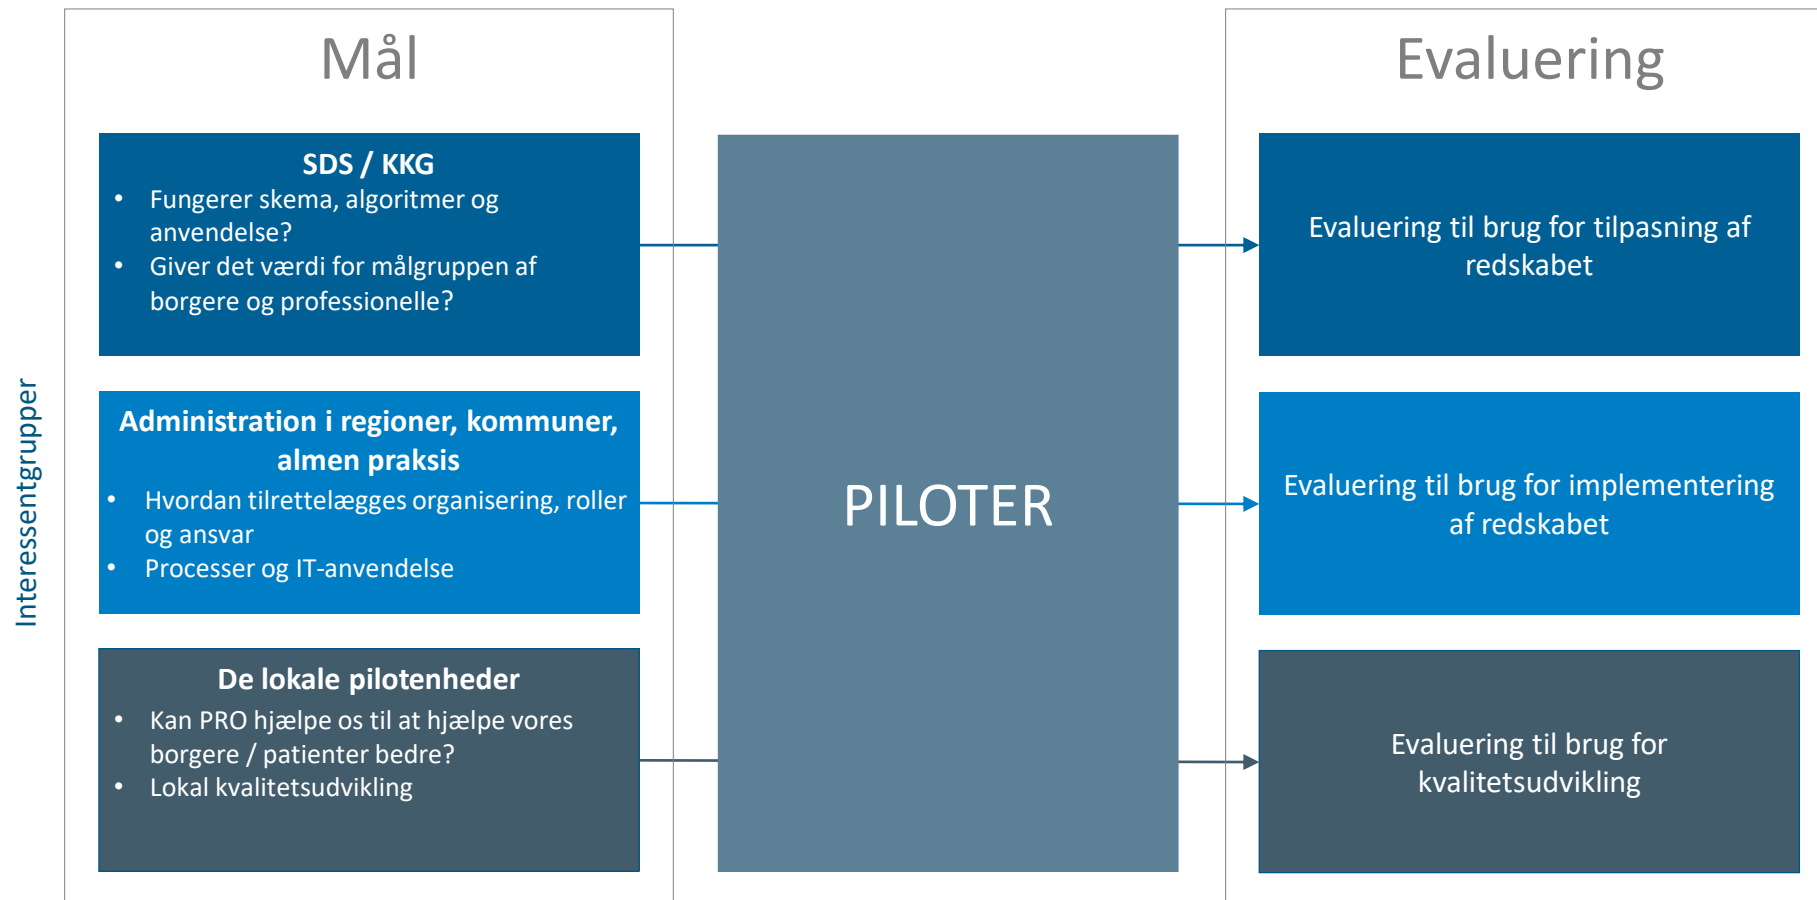 Mål
Evaluering
Interessentgrupper
SDS / KKG
• Fungerer skema, algoritmer og
anvendelse?
• Giver det værdi for målgruppen af
borgere og professionelle?
Administration i regioner, kommuner,
almen praksis
• Hvordan tilrettelægges organisering, roller
og ansvar
• Processer og IT-anvendelse
De lokale pilotenheder
• Kan PRO hjælpe os til at hjælpe vores
borgere / patienter bedre?
• Lokal kvalitetsudvikling
PILOTER
Evaluering til brug for tilpasning af
redskabet
Evaluering til brug for implementering
af redskabet
Evaluering til brug for
kvalitetsudvikling